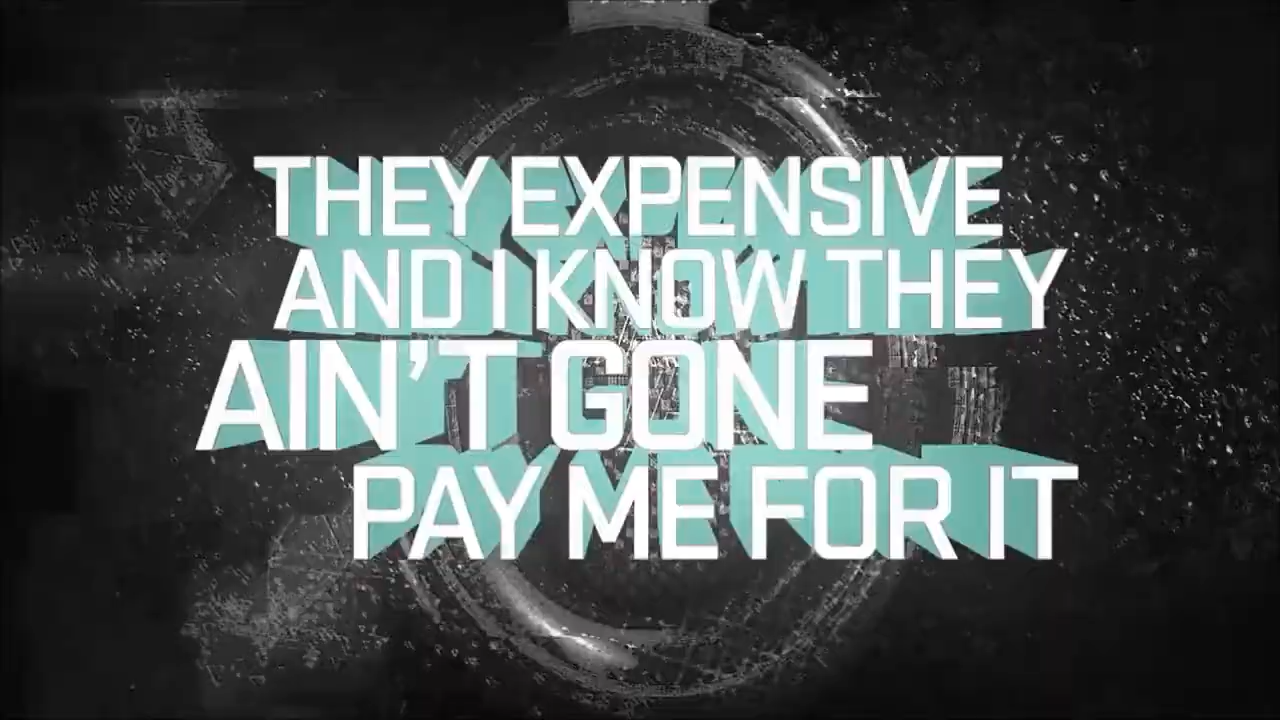 THEY EXPENSIVE
AND I KNOW THEY
AIN'T GONE
PAY ME FOR IT